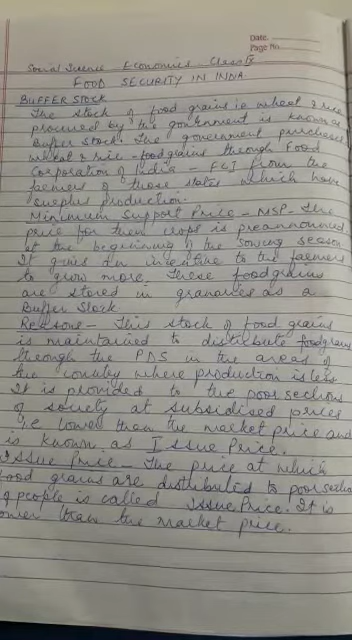 Date.
Page No.
Social Science - Economics - Class IX
FOOD SECURITY IN INDIA.
BUFFER STOCK
The stock of food grains i.e wheat & rice
procured by the government is known as
Buffer Stock. The government purchases
wheat & rice - foodgrains through Food
Corporation of India - FCI from the
farmers of those states which have
surplus production.
Minimum Support Price - MSP - The
price for their crops is preannounced
at the beginning of the sowing season
It gives an incentive to the farmers
to grow more. These foodgrains
are stored in granaries as a
Buffer Stock
Reasons - This stock of food grains
is maintained to distribute foodgrains
through the PDS in the areas of
the country where production is less
It is provided to the poor sections
of society at subsidised prices
i.e lower than the market price and
is known as Issue Price.
Issue Price - The price at which
food grains are distributed to poor section
of people is called Issue Price. It is
lower than the market price.